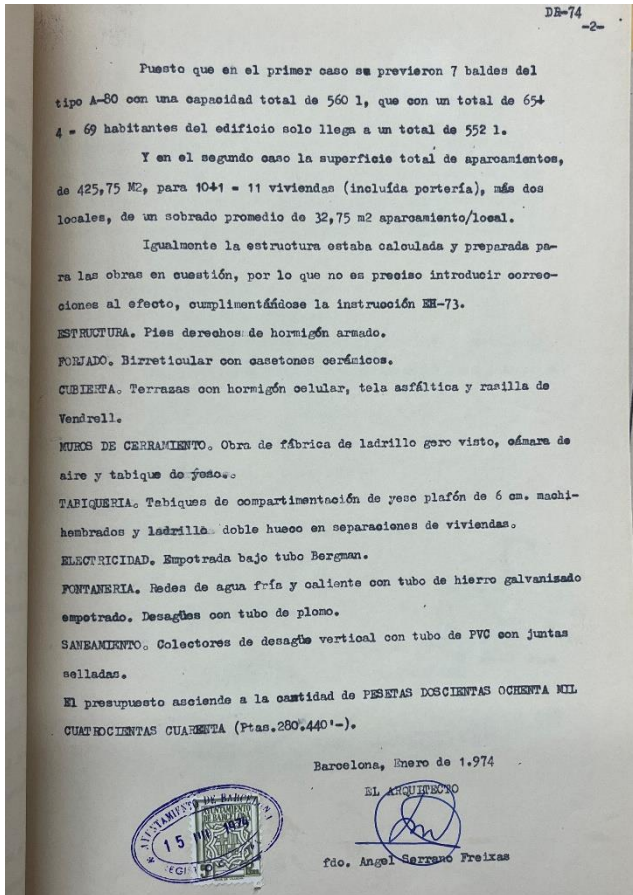 DR-74
-2-
Puesto que en el primer caso se previeron 7 baldes del
tipo A-80 con una capacidad total de 560 l, que con un total de 65+
4 = 69 habitantes del edificio solo llega a un total de 552 l.
Y en el segundo caso la superficie total de aparcamientos,
de 425,75 M2, para 10+1 = 11 viviendas (incluída portería), más dos
locales, de un sobrado promedio de 32,75 m2 aparcamiento/local.
Igualmente la estructura estaba calculada y preparada pa-
ra las obras en cuestión, por lo que no es preciso introducir correc-
ciones al efecto, cumplimentándose la instrucción EH-73.
ESTRUCTURA. Pies derechos de hormigón armado.
FORJADO. Birreticular con casetones cerámicos.
CUBIERTA. Terrazas con hormigón celular, tela asfáltica y rasilla de
Vendrell.
MUROS DE CERRAMIENTO. Obra de fábrica de ladrillo gero visto, cámara de
aire y tabique de yeso..
TABIQUERIA. Tabiques de compartimentación de yeso plafón de 6 cm. machi-
hembrados y ladrillo doble hueco en separaciones de viviendas.
ELECTRICIDAD. Empotrada bajo tubo Bergman.
FONTANERIA. Redes de agua fría y caliente con tubo de hierro galvanizado
empotrado. Desagües con tubo de plomo.
SANEAMIENTO. Colectores de desagüe vertical con tubo de PVC con juntas
selladas.
El presupuesto asciende a la cantidad de PESETAS DOSCIENTAS OCHENTA MIL
CUATROCIENTAS CUARENTA (Ptas.280.440'-).
Barcelona, Enero de 1.974
EL ARQUITECTO
AYUNTAMIENTO DE BARCELONA
15 1974
AYUNTAMIENTO
DE BARCELONA
fdo. Angel Serrano Freixas